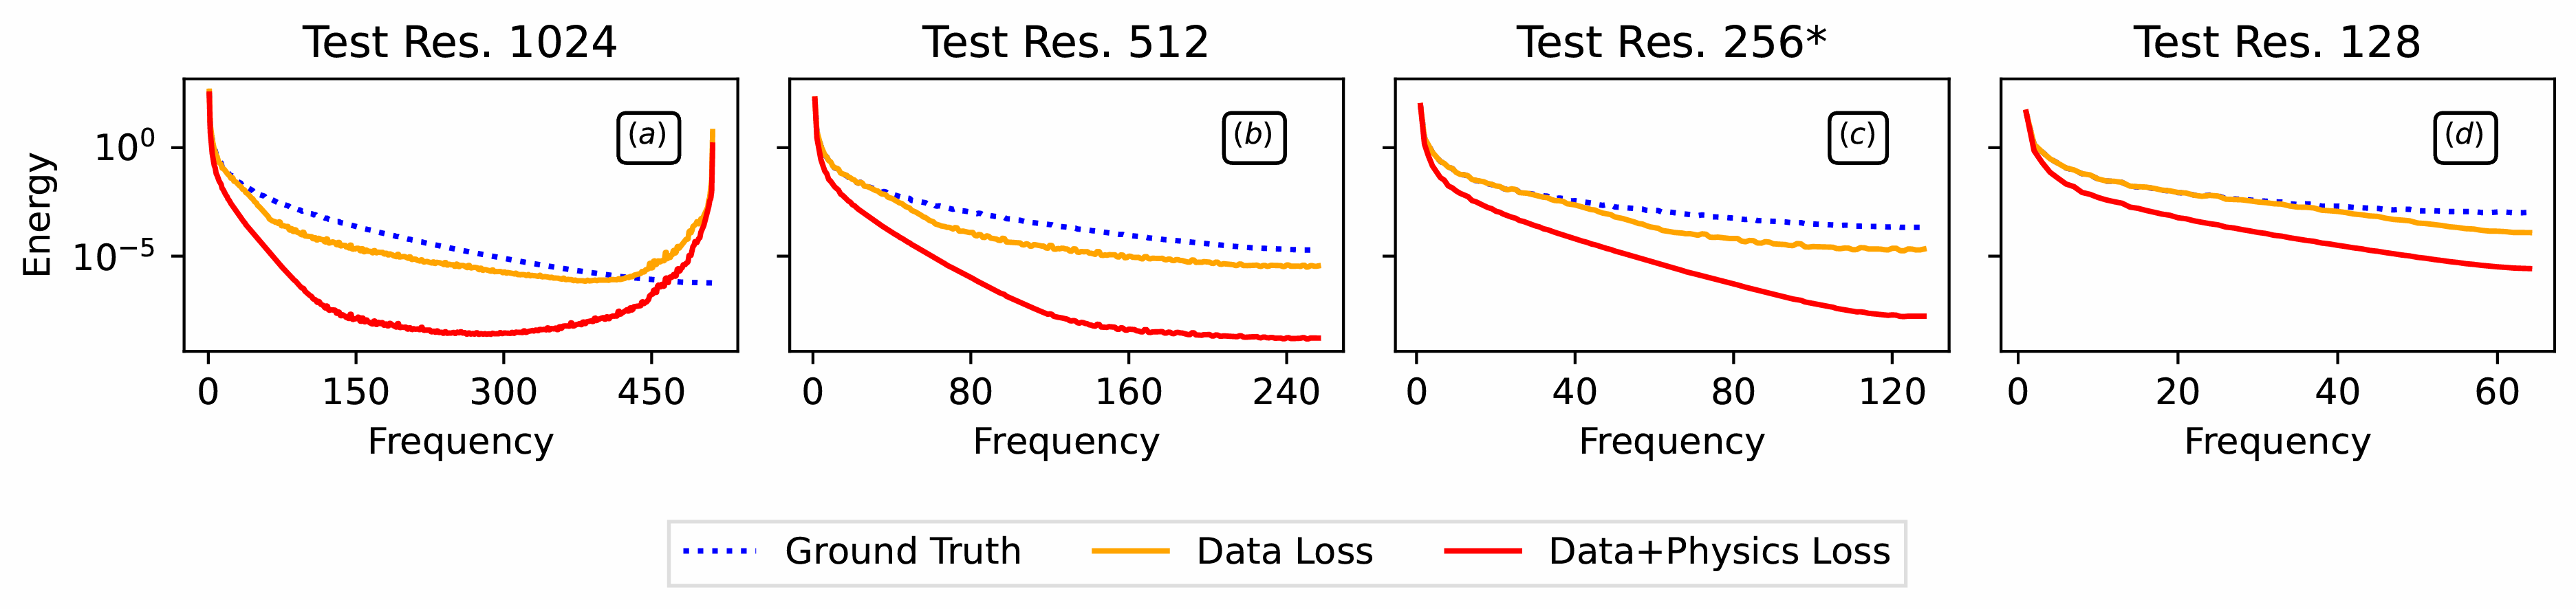 Test Res. 1024 Test Res. 512 Test Res. 256* Test Res. 128
(a) (b) (c) (d)
Energy
10^0
10^-5
0 150 300 450 0 80 160 240 0 40 80 120 0 20 40 60
Frequency Frequency Frequency Frequency
Ground Truth Data Loss Data+Physics Loss